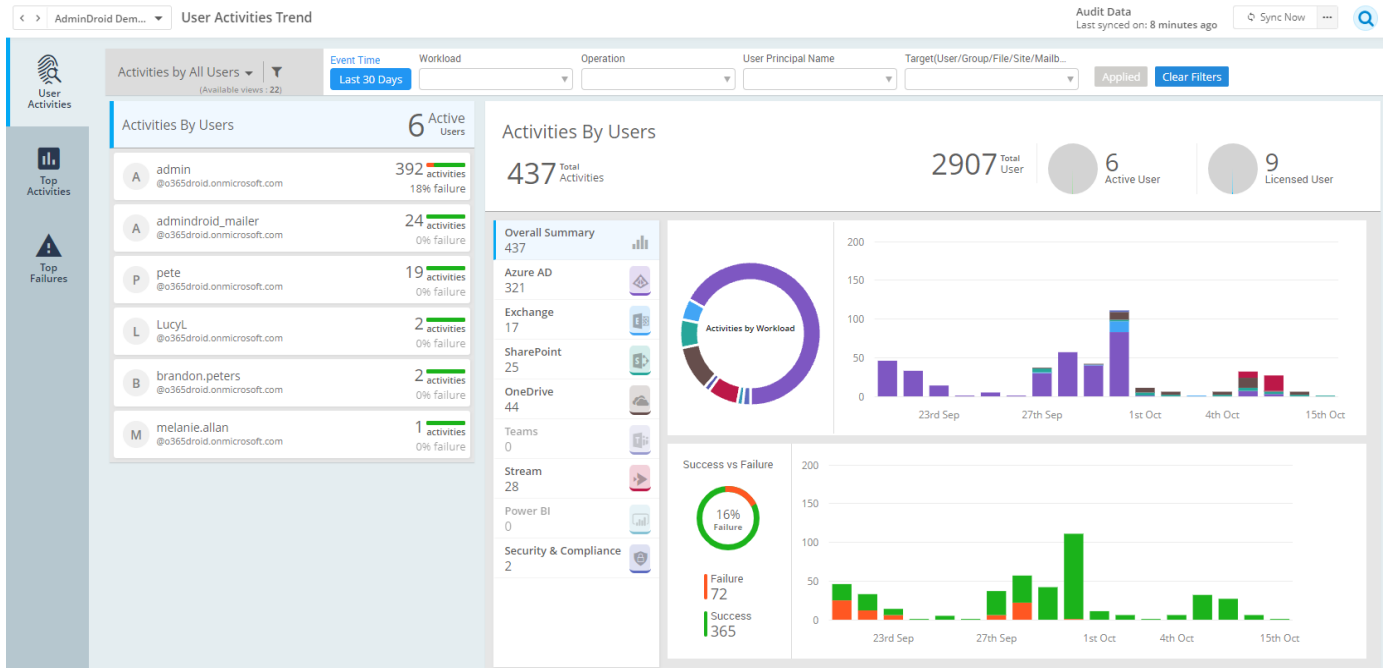 AdminDroid Dem...
User Activities Trend
Audit Data
Last synced on: 8 minutes ago
Sync Now
User
Activities
Top
Activities
Top
Failures
Activities by All Users
(Available views : 22)
Event Time
Last 30 Days
Workload
Operation
User Principal Name
Target(User/Group/File/Site/Mailb...
Applied
Clear Filters
Activities By Users
6 Active
Users
A
admin
@o365droid.onmicrosoft.com
392 activities
18% failure
A
admindroid_mailer
@o365droid.onmicrosoft.com
24 activities
0% failure
P
pete
@o365droid.onmicrosoft.com
19 activities
0% failure
L
LucyL
@o365droid.onmicrosoft.com
2 activities
0% failure
B
brandon.peters
@o365droid.onmicrosoft.com
2 activities
0% failure
M
melanie.allan
@o365droid.onmicrosoft.com
1 activities
0% failure
Activities By Users
437 Total
Activities
2907 Total
User
6
Active User
9
Licensed User
Overall Summary
437
Azure AD
321
Exchange
17
SharePoint
25
OneDrive
44
Teams
0
Stream
28
Power BI
0
Security & Compliance
2
Activities by Workload
200
150
100
50
0
23rd Sep
27th Sep
1st Oct
4th Oct
15th Oct
Success vs Failure
16%
Failure
Failure
72
Success
365
200
150
100
50
0
23rd Sep
27th Sep
1st Oct
4th Oct
15th Oct